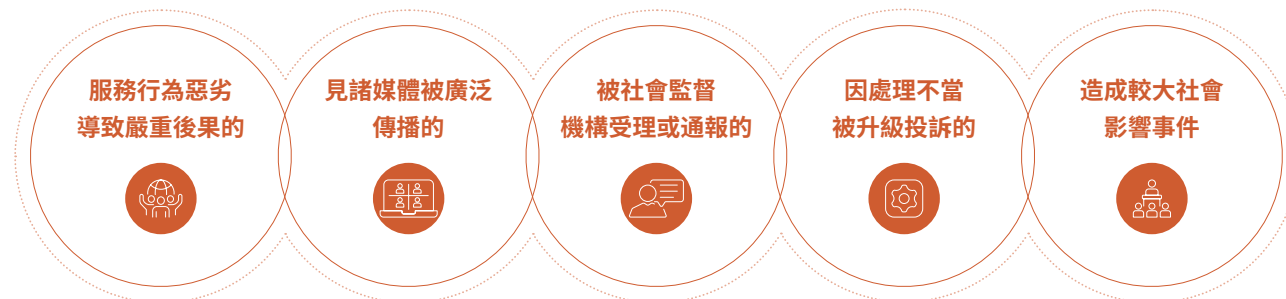 服務行為惡劣
導致嚴重後果的
見諸媒體被廣泛
傳播的
被社會監督
機構受理或通報的
因處理不當
被升級投訴的
造成較大社會
影響事件